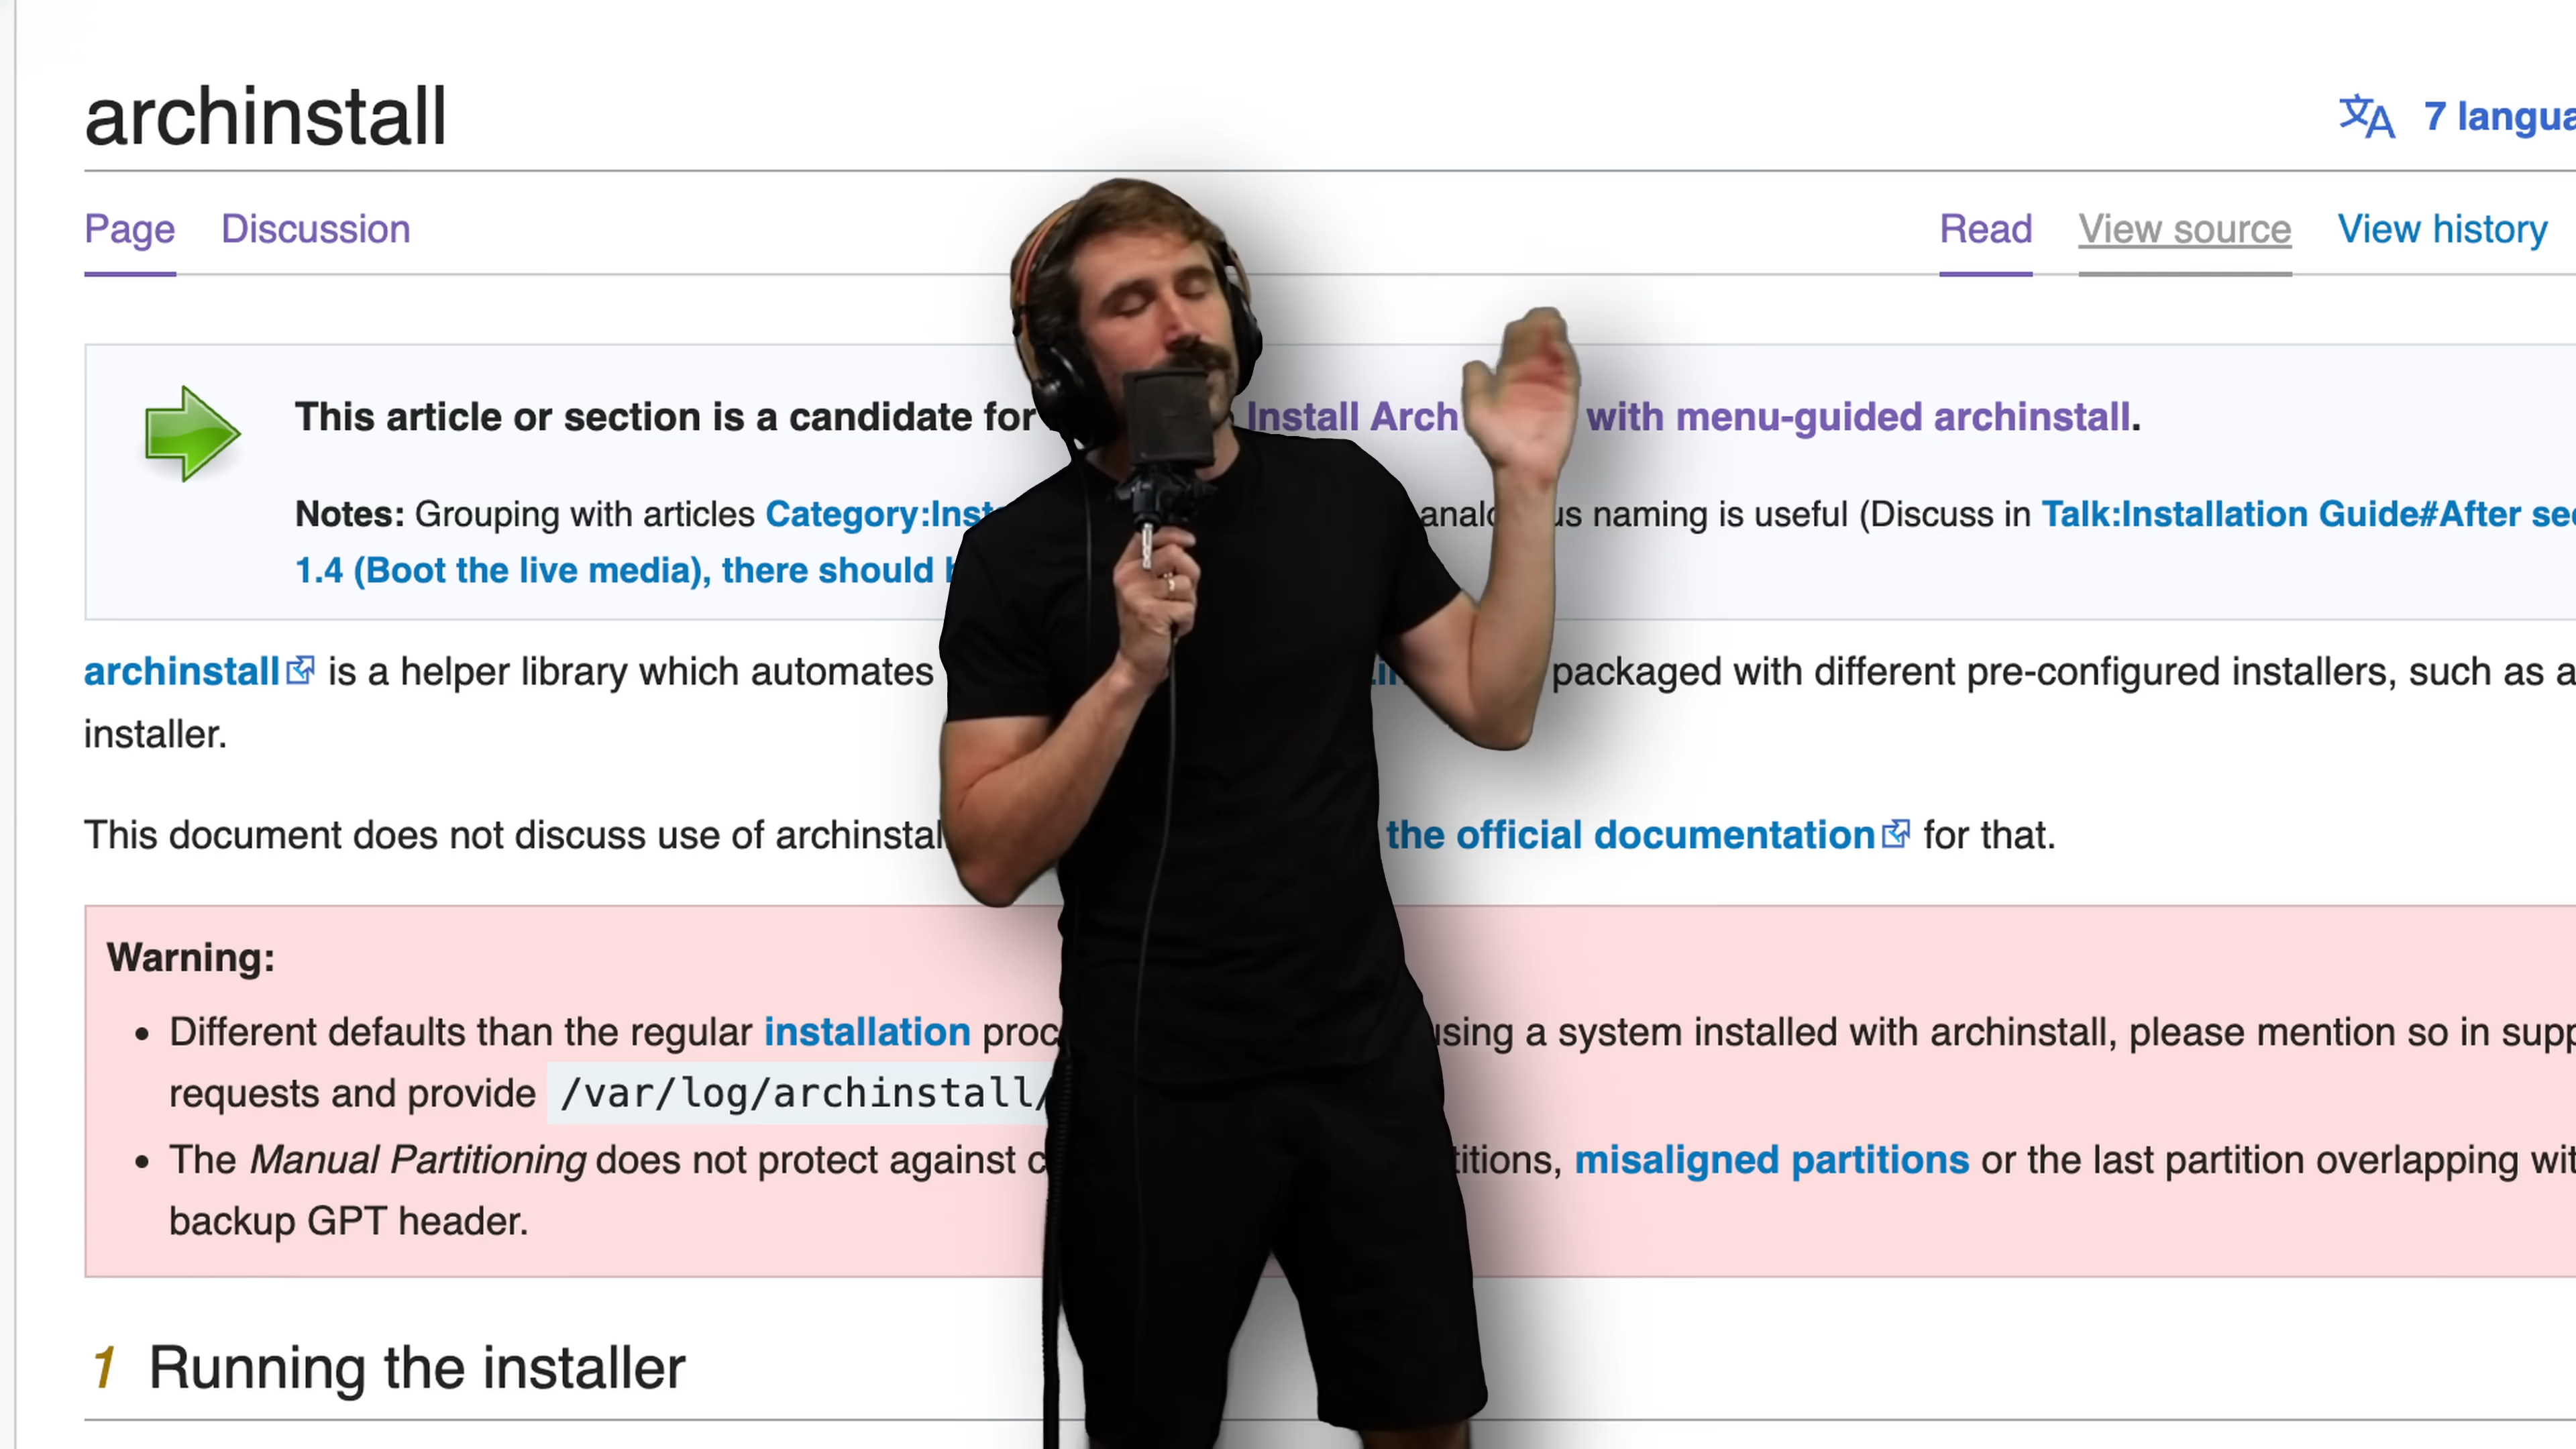 archinstall
7 langua
Page Discussion Read View source View history
This article or section is a candidate for Install Arch with menu-guided archinstall.
Notes: Grouping with articles Category:Inst us naming is useful (Discuss in Talk:Installation Guide#After sec
1.4 (Boot the live media), there should
archinstall is a helper library which automates packaged with different pre-configured installers, such as a
installer.
This document does not discuss use of archinstal the official documentation for that.
Warning:
• Different defaults than the regular installation proc using a system installed with archinstall, please mention so in supp
requests and provide /var/log/archinstall/
• The Manual Partitioning does not protect against titions, misaligned partitions or the last partition overlapping wit
backup GPT header.
1 Running the installer